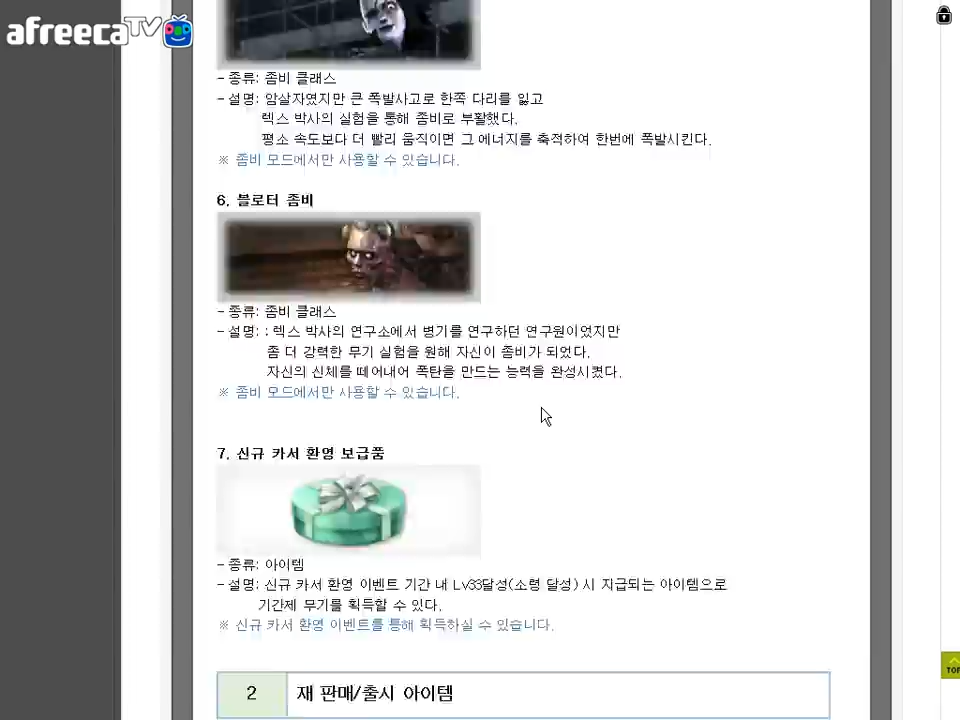 afreecaTV
- 종류: 좀비 클래스
- 설명: 암살자였지만 큰 폭발사고로 한쪽 다리를 잃고
렉스 박사의 실험을 통해 좀비로 부활했다.
평소 속도보다 더 빨리 움직이면 그 에너지를 축적하여 한번에 폭발시킨다.
※ 좀비 모드에서만 사용할 수 있습니다.
6. 블로터 좀비
- 종류: 좀비 클래스
- 설명: : 렉스 박사의 연구소에서 병기를 연구하던 연구원이었지만
좀 더 강력한 무기 실험을 원해 자신이 좀비가 되었다.
자신의 신체를 떼어내어 폭탄을 만드는 능력을 완성시켰다.
※ 좀비 모드에서만 사용할 수 있습니다.
7. 신규 카서 환영 보급품
- 종류: 아이템
- 설명: 신규 카서 환영 이벤트 기간 내 Lv33달성(소령 달성) 시 지급되는 아이템으로
기간제 무기를 획득할 수 있다.
※ 신규 카서 환영 이벤트를 통해 획득하실 수 있습니다.
TOP
2 재 판매/출시 아이템